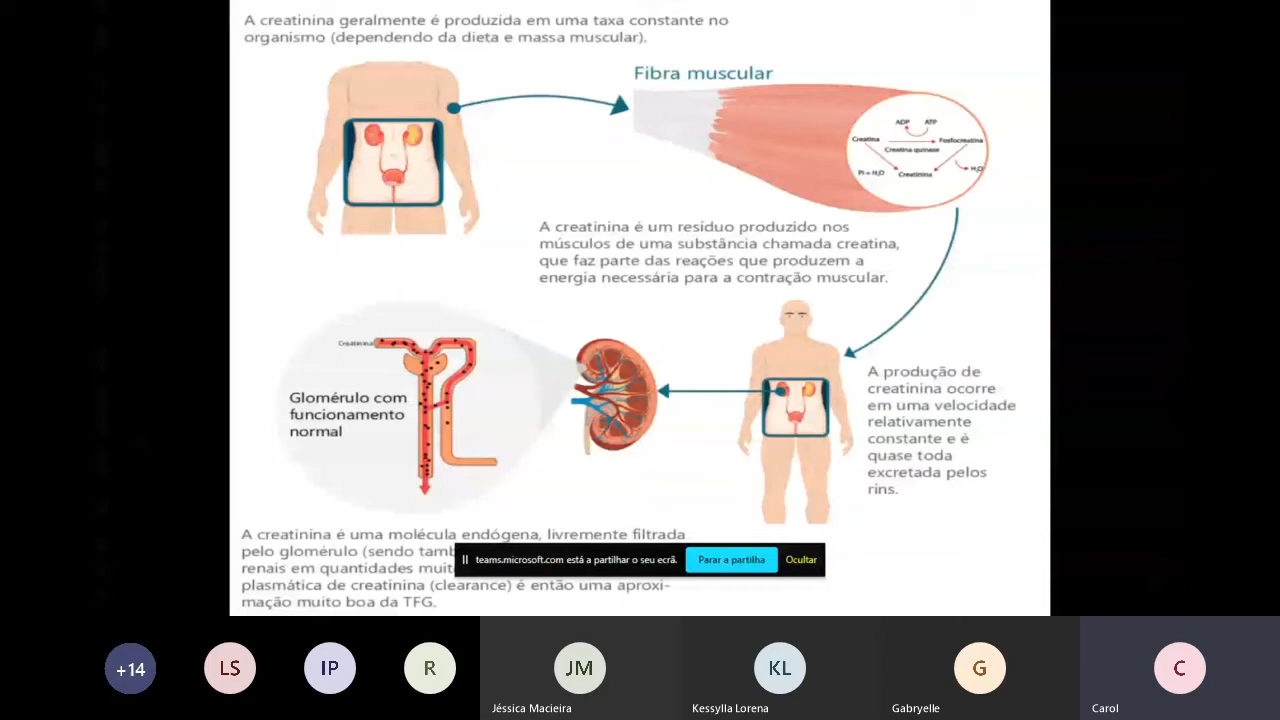 A creatinina geralmente é produzida em uma taxa constante no
organismo (dependendo da dieta e massa muscular).
Fibra muscular
ADP ATP
Creatina Fosfocreatina
Creatina quinase
Pi + H₂O Creatinina H₂O
A creatinina é um resíduo produzido nos
músculos de uma substância chamada creatina,
que faz parte das reações que produzem a
energia necessária para a contração muscular.
Creatinina
Glomérulo com
funcionamento
normal
A produção de
creatinina ocorre
em uma velocidade
relativamente
constante e é
quase toda
excretada pelos
rins.
A creatinina é uma molécula endógena, livremente filtrada
pelo glomérulo (sendo
renais em quantidades
plasmática de creatinina (clearance) é então uma aproxi-
mação muito boa da TFG.
teams.microsoft.com está a partilhar o seu ecrã. Parar a partilha Ocultar
+14 LS IP R JM KL G C
Jéssica Macieira Kessylla Lorena Gabryelle Carol